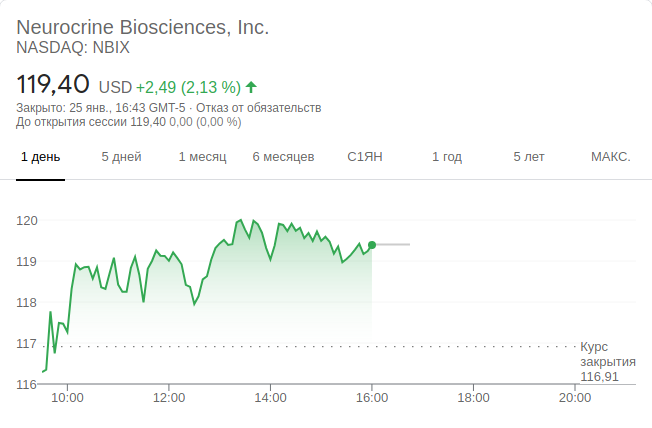 Neurocrine Biosciences, Inc.
NASDAQ: NBIX
119,40 USD +2,49 (2,13 %)
Закрыто: 25 янв., 16:43 GMT-5 · Отказ от обязательств
До открытия сессии 119,40 0,00 (0,00 %)
1 день 5 дней 1 месяц 6 месяцев С1ЯН 1 год 5 лет МАКС.
120
119
118
117
Курс
закрытия
116,91
116
10:00 12:00 14:00 16:00 18:00 20:00